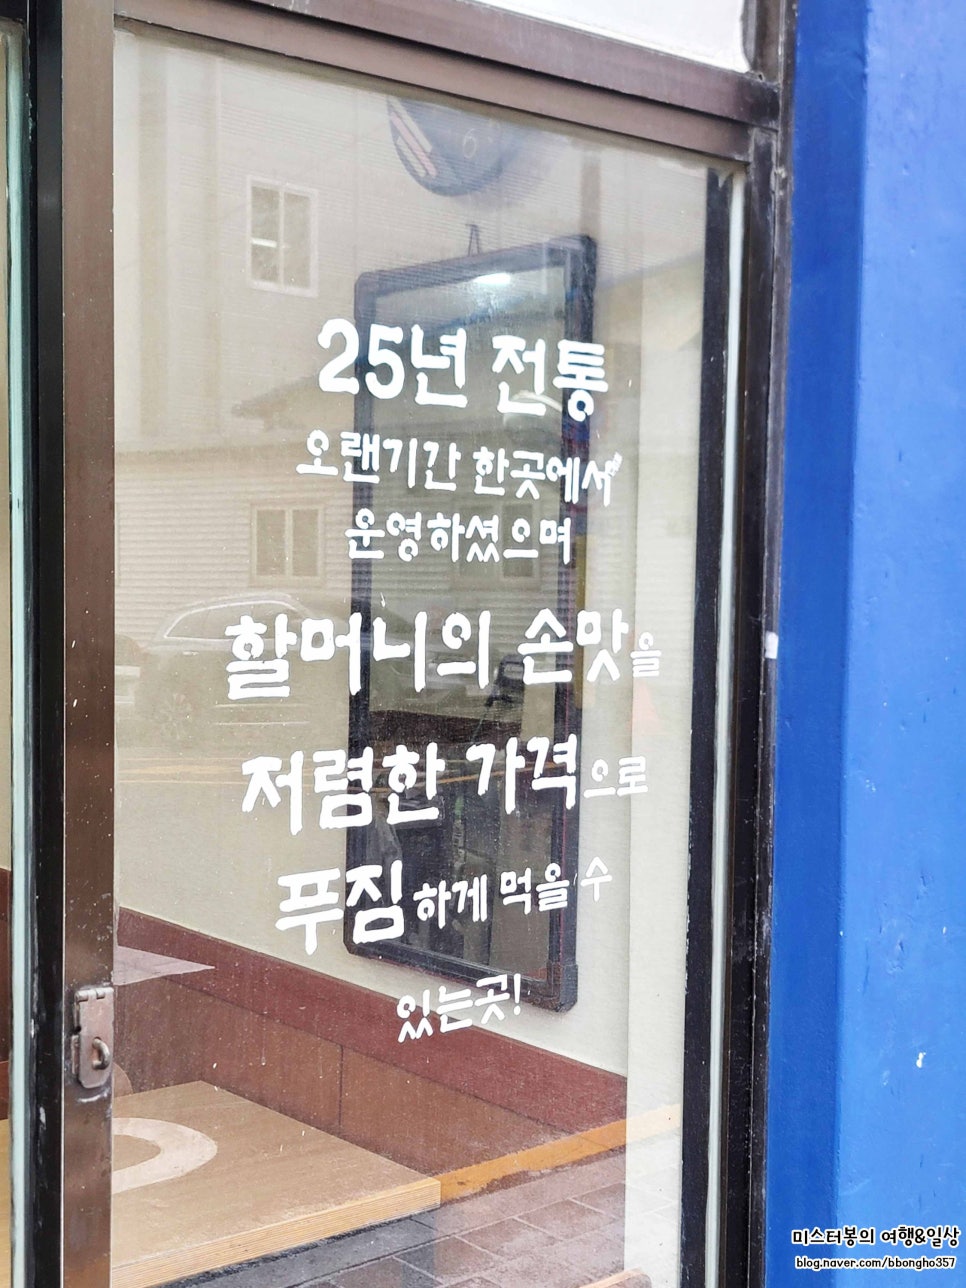 25년 전통
오랜기간 한곳에서
운영하셨으며
할머니의 손맛을
저렴한 가격으로
푸짐하게 먹을 수
있는곳!
미스터봉의 여행&일상
blog.naver.com/bbongho357